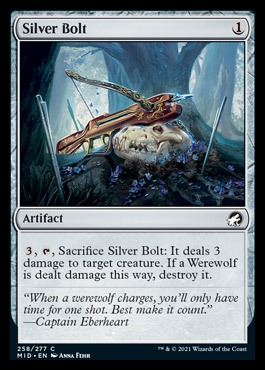 Silver Bolt 1
Artifact
3, T, Sacrifice Silver Bolt: It deals 3
damage to target creature. If a Werewolf
is dealt damage this way, destroy it.
“When a werewolf charges, you’ll only have
time for one shot. Best make it count.”
—Captain Eberheart
258/277 C
MID • EN Anna Fehr
™ & © 2021 Wizards of the Coast